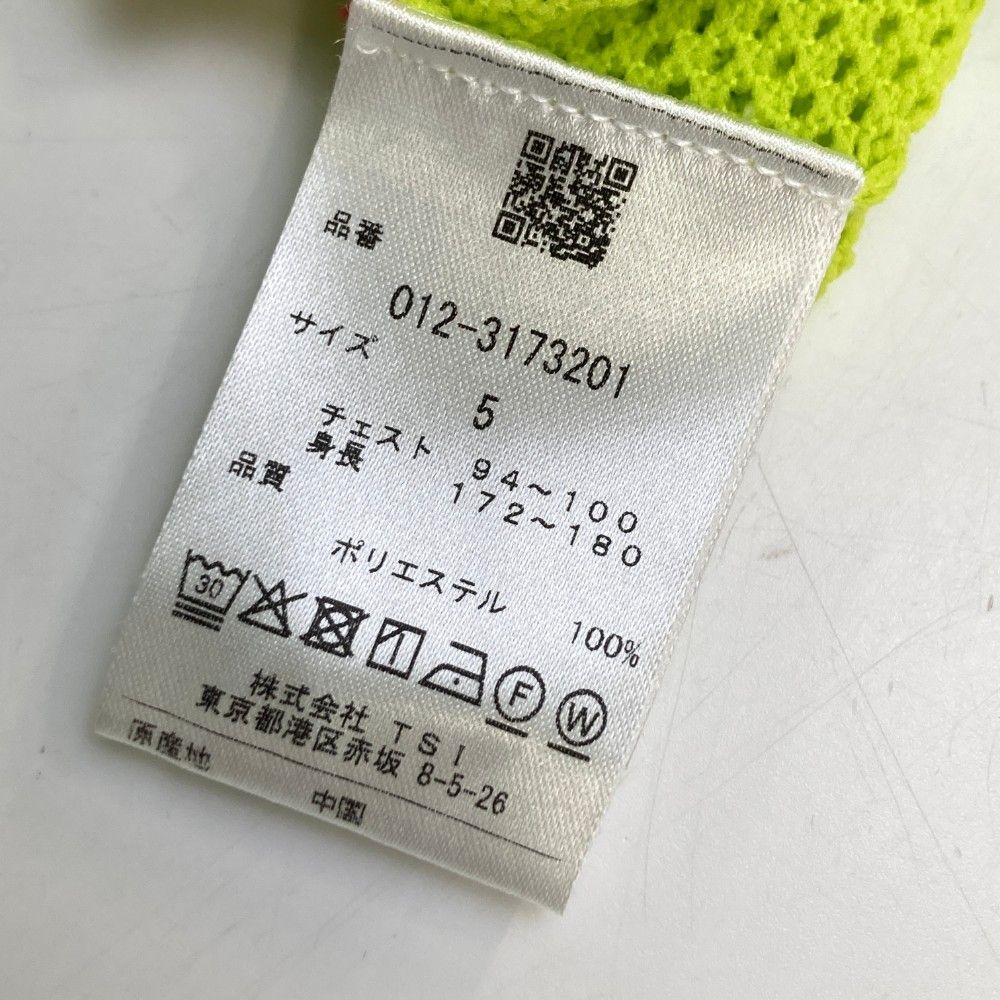 品番
012-3173201
サイズ
5
チェスト 94～100
身長 172～180
品質
ポリエステル 100%
30
F W
株式会社 TSI
東京都港区赤坂 8-5-26
原産地
中国